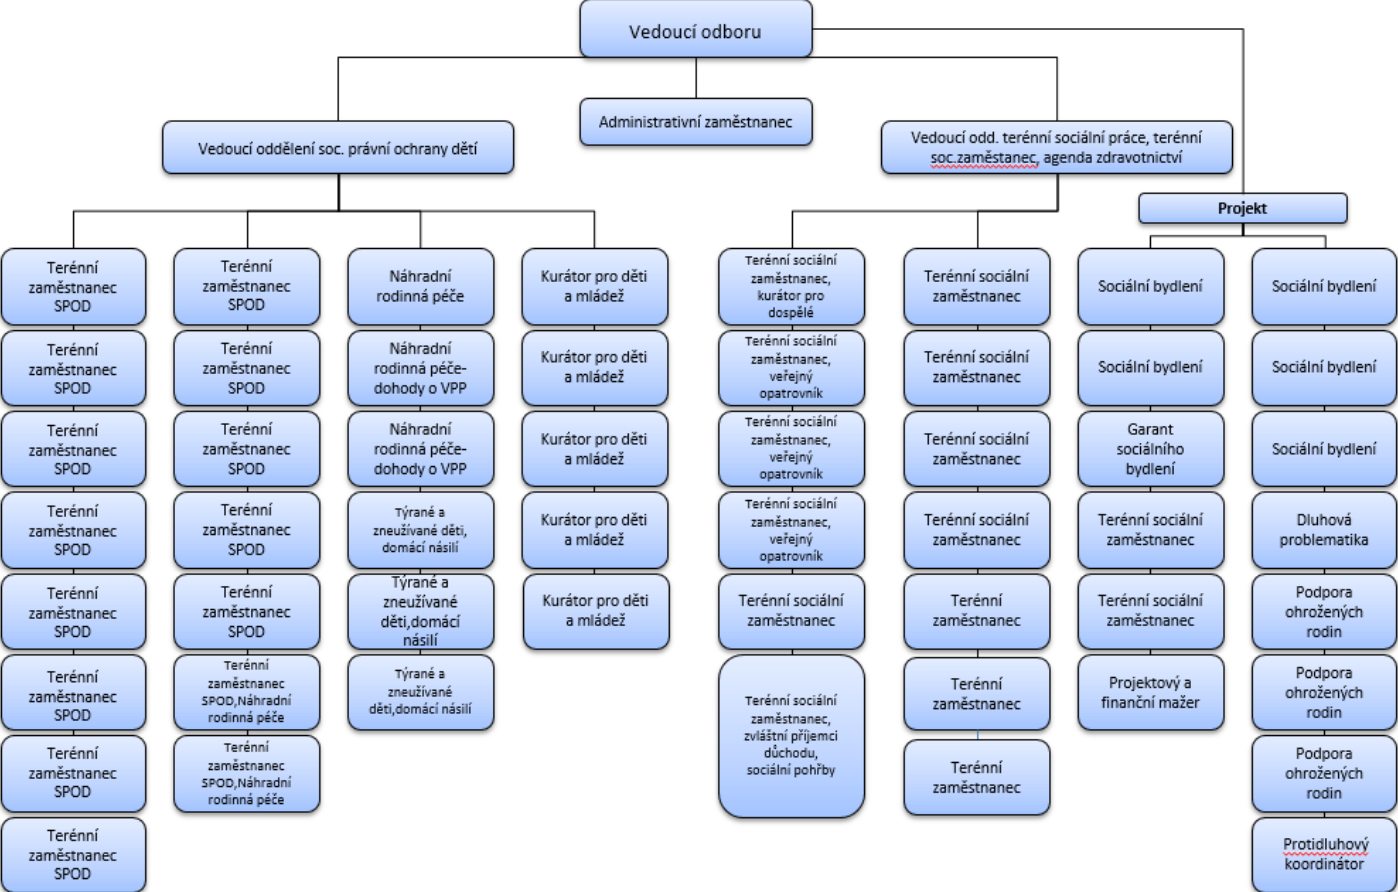 Vedoucí odboru
Administrativní zaměstnanec
Vedoucí oddělení soc. právní ochrany dětí
Vedoucí odd. terénní sociální práce, terénní
soc.zaměstanec, agenda zdravotnictví
Projekt
Terénní
zaměstnanec
SPOD
Terénní
zaměstnanec
SPOD
Terénní
zaměstnanec
SPOD
Terénní
zaměstnanec
SPOD
Terénní
zaměstnanec
SPOD
Terénní
zaměstnanec
SPOD
Terénní
zaměstnanec
SPOD
Terénní
zaměstnanec
SPOD
Terénní
zaměstnanec
SPOD
Terénní
zaměstnanec
SPOD
Terénní
zaměstnanec
SPOD
Terénní
zaměstnanec
SPOD
Terénní
zaměstnanec
SPOD
Terénní
zaměstnanec
SPOD,Náhradní
rodinná péče
Terénní
zaměstnanec
SPOD,Náhradní
rodinná péče
Náhradní
rodinná péče
Náhradní
rodinná péče-
dohody o VPP
Náhradní
rodinná péče-
dohody o VPP
Týrané a
zneužívané děti,
domácí násilí
Týrané a
zneužívané
děti,domácí
násilí
Týrané a
zneužívané
děti,domácí násilí
Kurátor pro děti
a mládež
Kurátor pro děti
a mládež
Kurátor pro děti
a mládež
Kurátor pro děti
a mládež
Kurátor pro děti
a mládež
Terénní sociální
zaměstnanec,
kurátor pro
dospělé
Terénní sociální
zaměstnanec,
veřejný
opatrovník
Terénní sociální
zaměstnanec,
veřejný
opatrovník
Terénní sociální
zaměstnanec,
veřejný
opatrovník
Terénní sociální
zaměstnanec
Terénní sociální
zaměstnanec,
zvláštní příjemci
důchodu,
sociální pohřby
Terénní sociální
zaměstnanec
Terénní sociální
zaměstnanec
Terénní sociální
zaměstnanec
Terénní sociální
zaměstnanec
Terénní
zaměstnanec
Terénní
zaměstnanec
Terénní
zaměstnanec
Sociální bydlení
Sociální bydlení
Garant
sociálního
bydlení
Terénní sociální
zaměstnanec
Terénní sociální
zaměstnanec
Projektový a
finanční mažer
Sociální bydlení
Sociální bydlení
Sociální bydlení
Dluhová
problematika
Podpora
ohrožených
rodin
Podpora
ohrožených
rodin
Podpora
ohrožených
rodin
Protidluhový
koordinátor